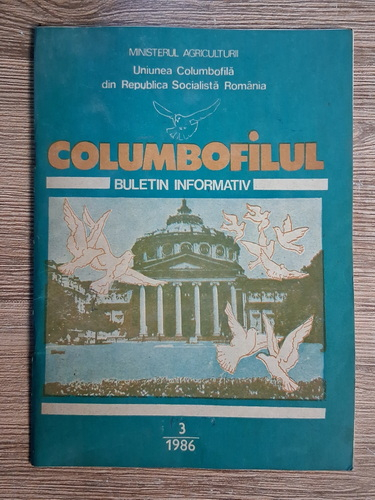 MINISTERUL AGRICULTURII
Uniunea Columbofilă
din Republica Socialistă România
COLUMBOFiLUL
BULETIN INFORMATIV
3
1986